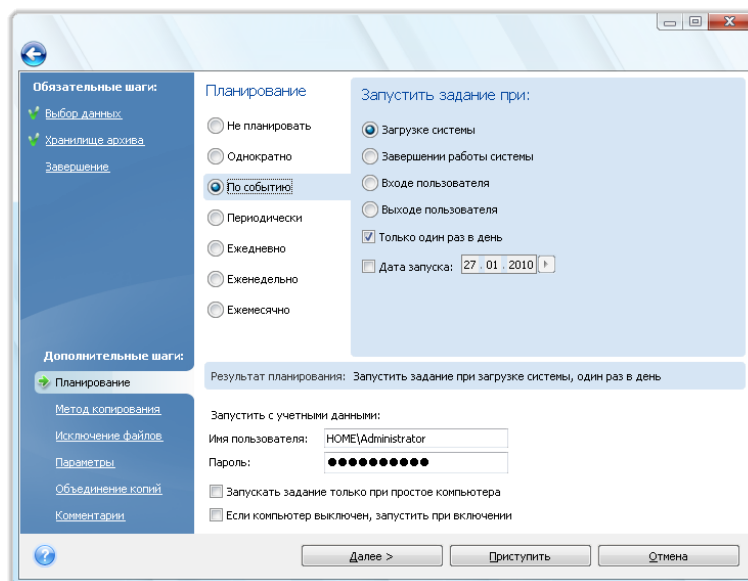 Обязательные шаги:
Выбор данных
Хранилище архива
Завершение
Дополнительные шаги:
Планирование
Метод копирования
Исключение файлов
Параметры
Объединение копий
Комментарии
Планирование
Не планировать
Однократно
По событию
Периодически
Ежедневно
Еженедельно
Ежемесячно
Запустить задание при:
Загрузке системы
Завершении работы системы
Входе пользователя
Выходе пользователя
Только один раз в день
Дата запуска: 27 . 01 . 2010
Результат планирования: Запустить задание при загрузке системы, один раз в день
Запустить с учетными данными:
Имя пользователя: HOME\Administrator
Пароль: ●●●●●●●●●●
Запускать задание только при простое компьютера
Если компьютер выключен, запустить при включении
Далее >
Приступить
Отмена